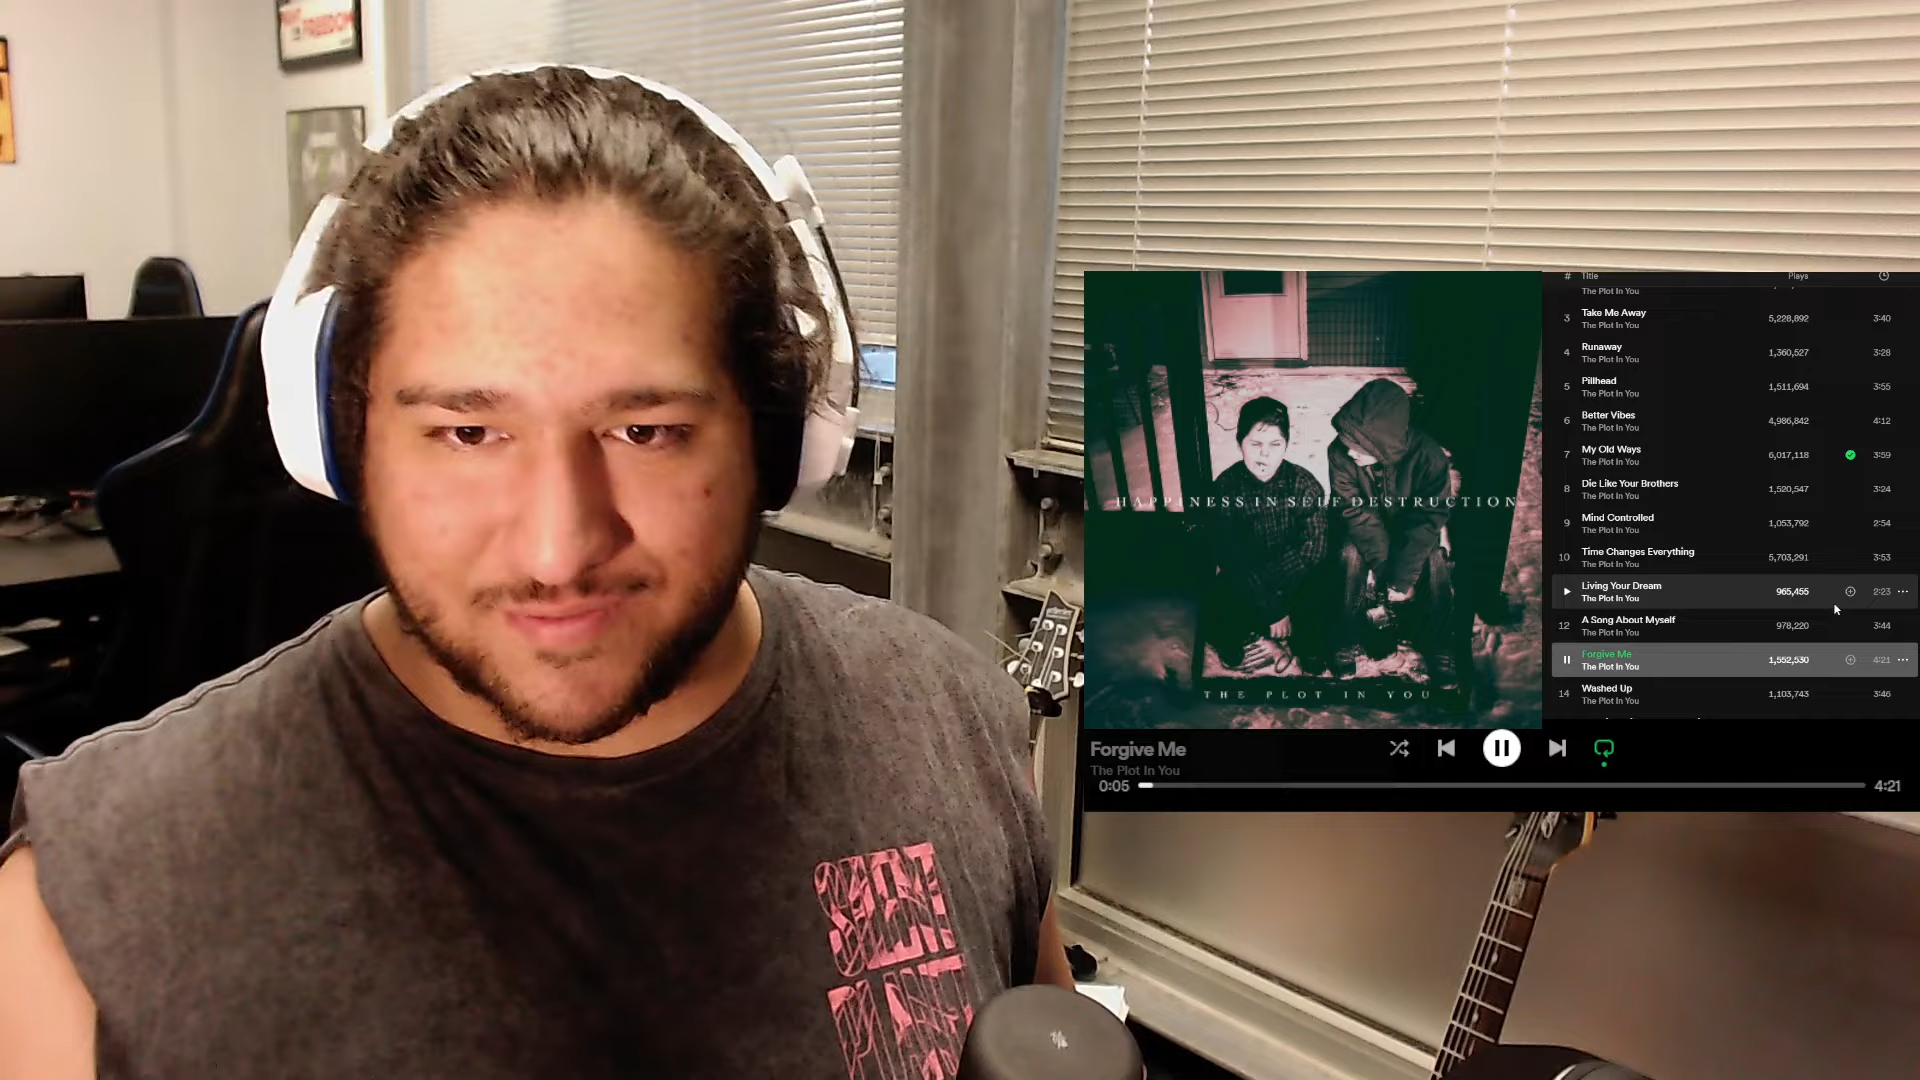 FREEDOM
HAPPINESS IN SELF DESTRUCTION
THE PLOT IN YOU
# Title Plays
The Plot In You
3 Take Me Away 5,228,892 3:40
The Plot In You
4 Runaway 1,360,527 3:28
The Plot In You
5 Pillhead 1,511,694 3:55
The Plot In You
6 Better Vibes 4,986,842 4:12
The Plot In You
7 My Old Ways 6,017,118 3:59
The Plot In You
8 Die Like Your Brothers 1,520,547 3:24
The Plot In You
9 Mind Controlled 1,053,792 2:54
The Plot In You
10 Time Changes Everything 5,703,291 3:53
The Plot In You
Living Your Dream 965,455 2:23
The Plot In You
12 A Song About Myself 978,220 3:44
The Plot In You
Forgive Me 1,552,530 4:21
The Plot In You
14 Washed Up 1,103,743 3:46
The Plot In You
Forgive Me
The Plot In You
0:05 4:21